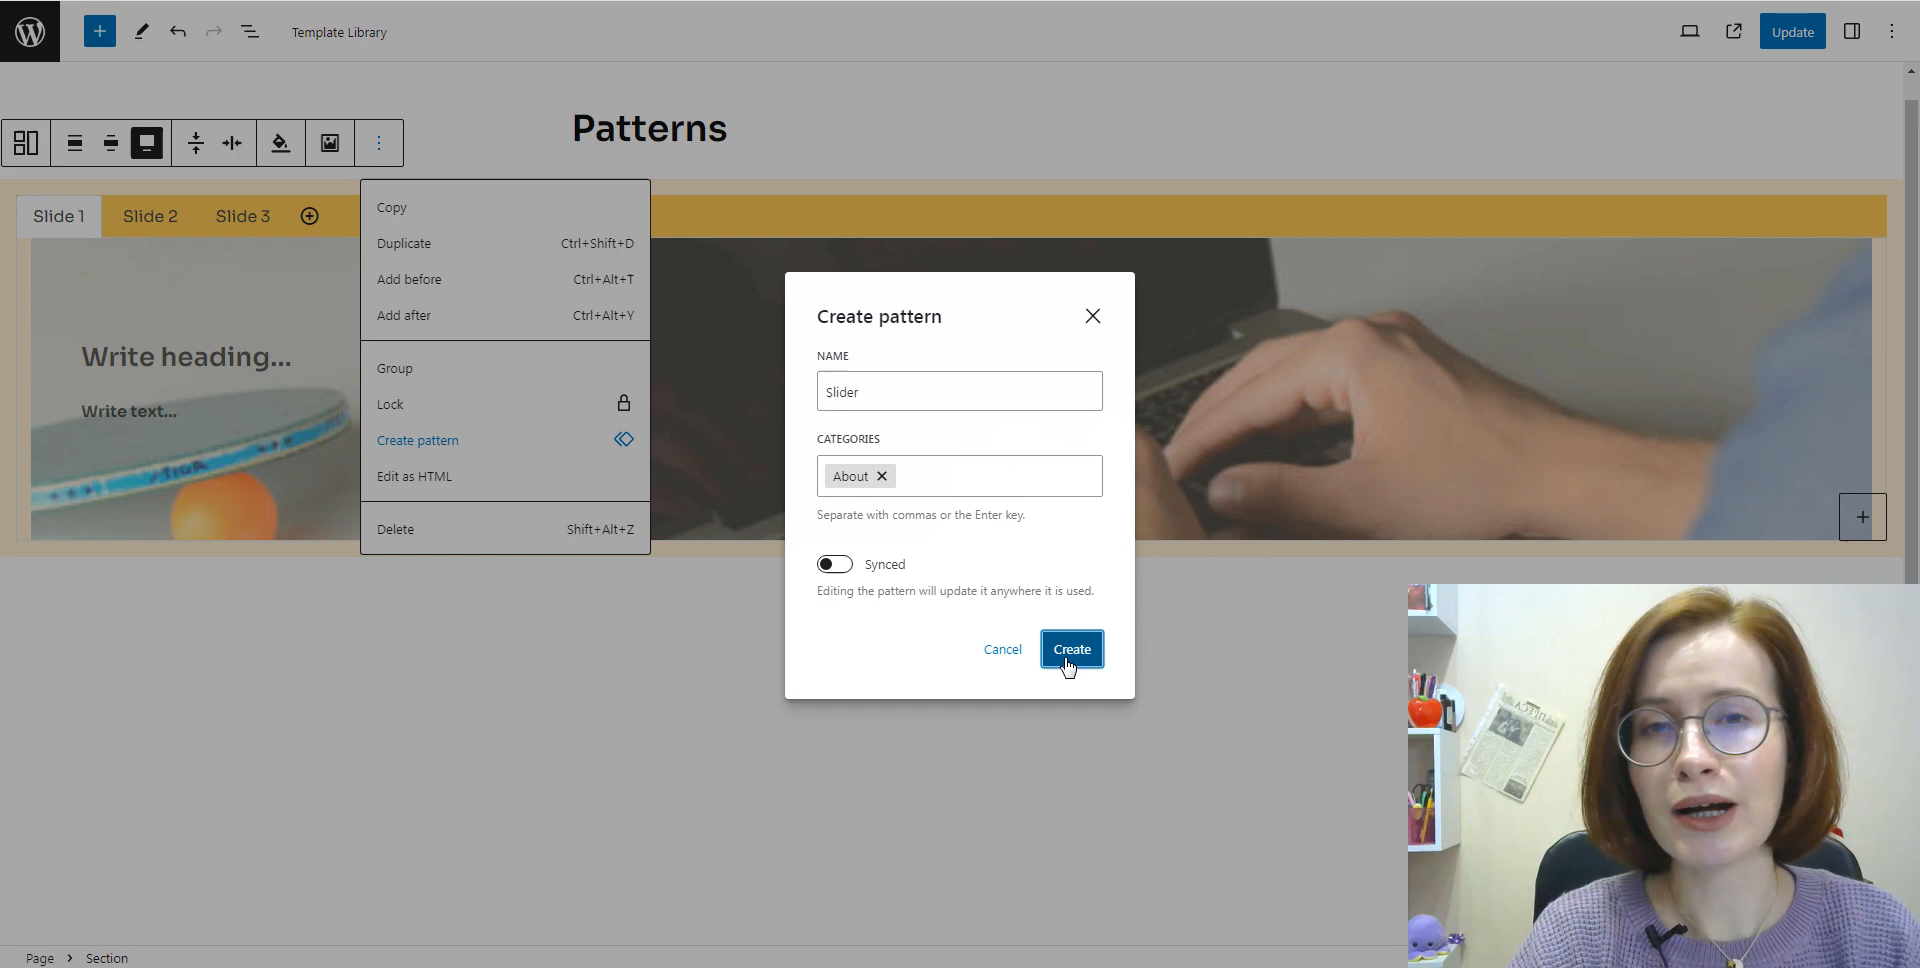 Template Library
Update
Patterns
Slide 1 Slide 2 Slide 3
Write heading...
Write text...
Copy
Duplicate Ctrl+Shift+D
Add before Ctrl+Alt+T
Add after Ctrl+Alt+Y
Group
Lock
Create pattern
Edit as HTML
Delete Shift+Alt+Z
Create pattern
NAME
Slider
CATEGORIES
About
Separate with commas or the Enter key.
Synced
Editing the pattern will update it anywhere it is used.
Cancel Create
Page Section